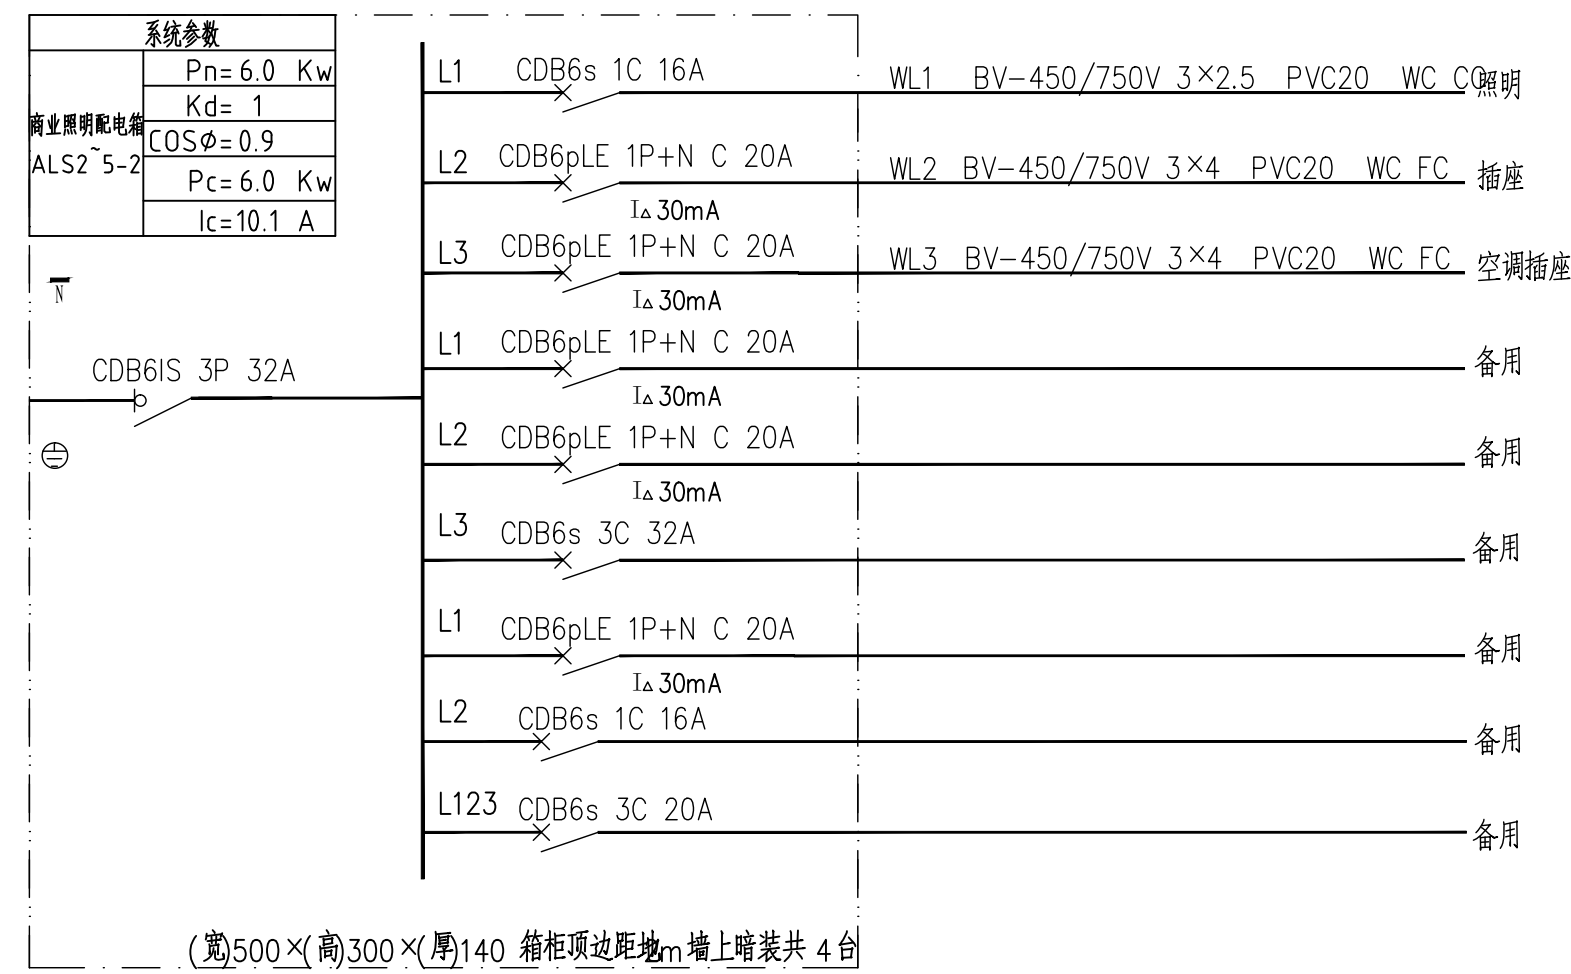 系统参数
商业照明配电箱
ALS2~5-2
Pn=6.0 Kw
Kd= 1
COSφ=0.9
Pc=6.0 Kw
Ic=10.1 A
N
CDB6IS 3P 32A
L1 CDB6s 1C 16A WL1 BV-450/750V 3×2.5 PVC20 WC CC照明
L2 CDB6pLE 1P+N C 20A WL2 BV-450/750V 3×4 PVC20 WC FC 插座
I△ 30mA
L3 CDB6pLE 1P+N C 20A WL3 BV-450/750V 3×4 PVC20 WC FC 空调插座
I△ 30mA
L1 CDB6pLE 1P+N C 20A 备用
I△ 30mA
L2 CDB6pLE 1P+N C 20A 备用
I△ 30mA
L3 CDB6s 3C 32A 备用
L1 CDB6pLE 1P+N C 20A 备用
I△ 30mA
L2 CDB6s 1C 16A 备用
L123 CDB6s 3C 20A 备用
(宽)500×(高)300×(厚)140 箱柜顶边距地2m 墙上暗装共 4台